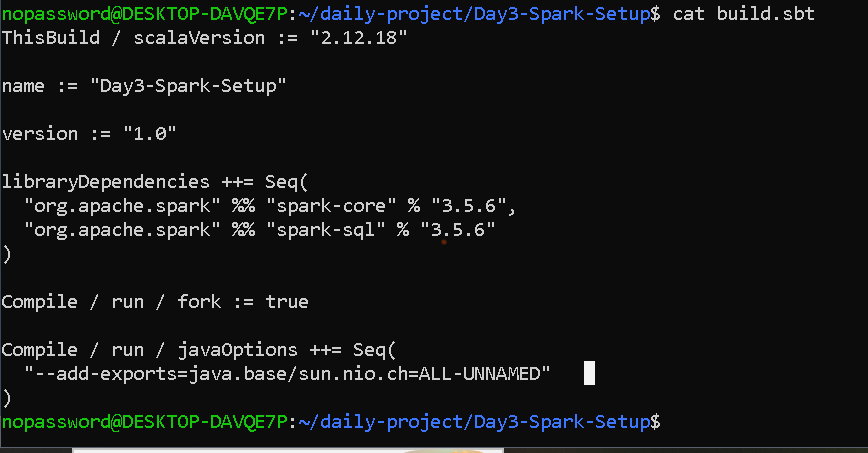 nopassword@DESKTOP-DAVQE7P:~/daily-project/Day3-Spark-Setup$ cat build.sbt
ThisBuild / scalaVersion := "2.12.18"
name := "Day3-Spark-Setup"
version := "1.0"
libraryDependencies ++= Seq(
  "org.apache.spark" %% "spark-core" % "3.5.6",
  "org.apache.spark" %% "spark-sql" % "3.5.6"
)
Compile / run / fork := true
Compile / run / javaOptions ++= Seq(
  "--add-exports=java.base/sun.nio.ch=ALL-UNNAMED"
)
nopassword@DESKTOP-DAVQE7P:~/daily-project/Day3-Spark-Setup$